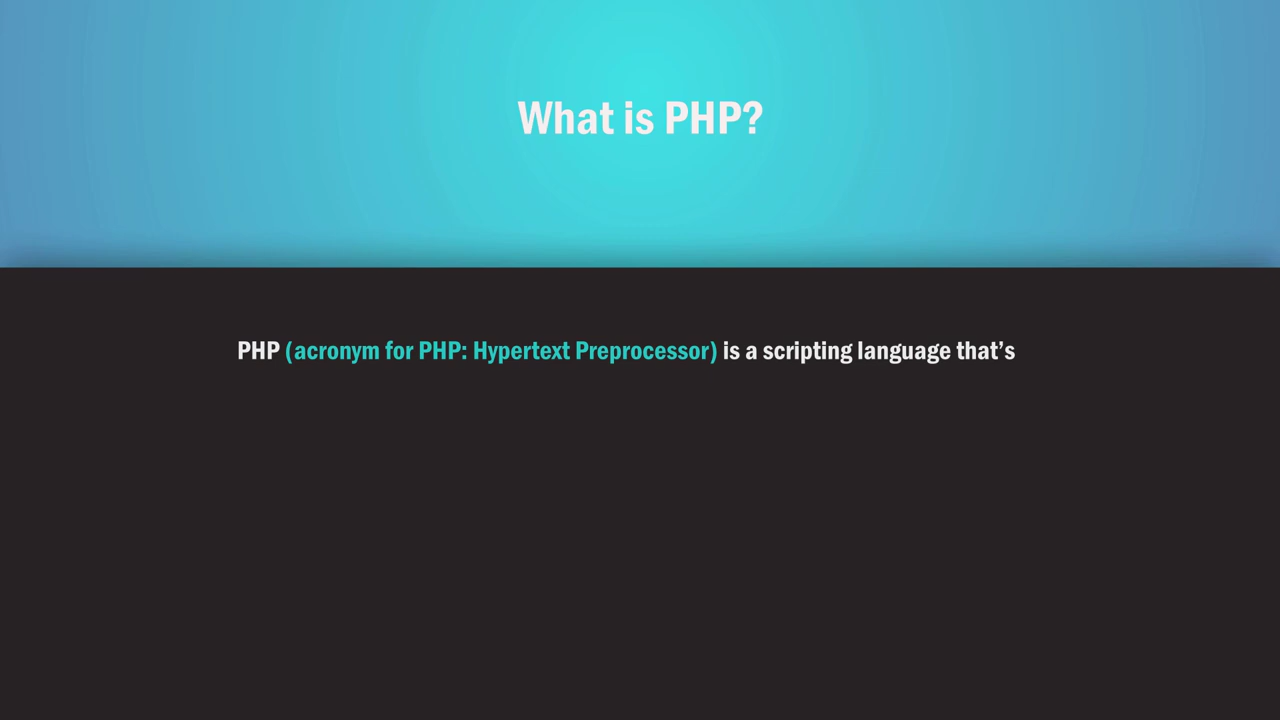 What is PHP?
PHP (acronym for PHP: Hypertext Preprocessor) is a scripting language that’s